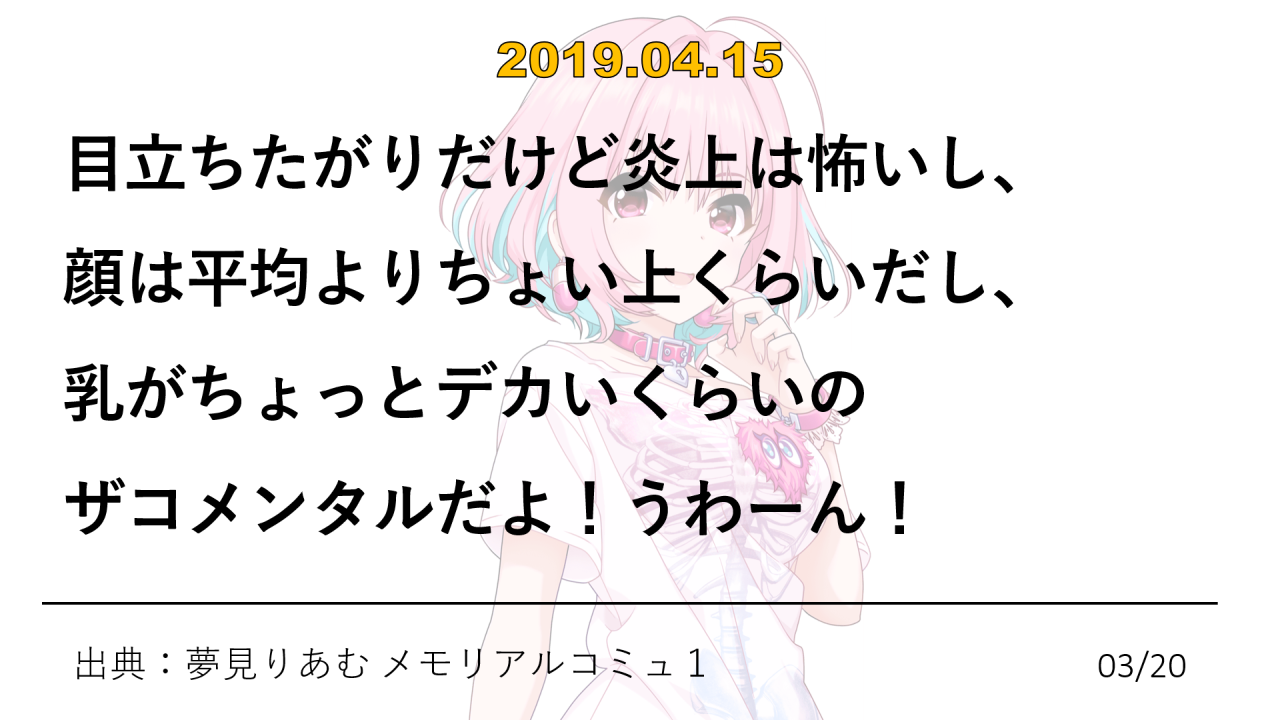 2019.04.15
目立ちたがりだけど炎上は怖いし、
顔は平均よりちょい上くらいだし、
乳がちょっとデカいくらいの
ザコメンタルだよ！うわーん！
出典：夢見りあむ メモリアルコミュ１
03/20